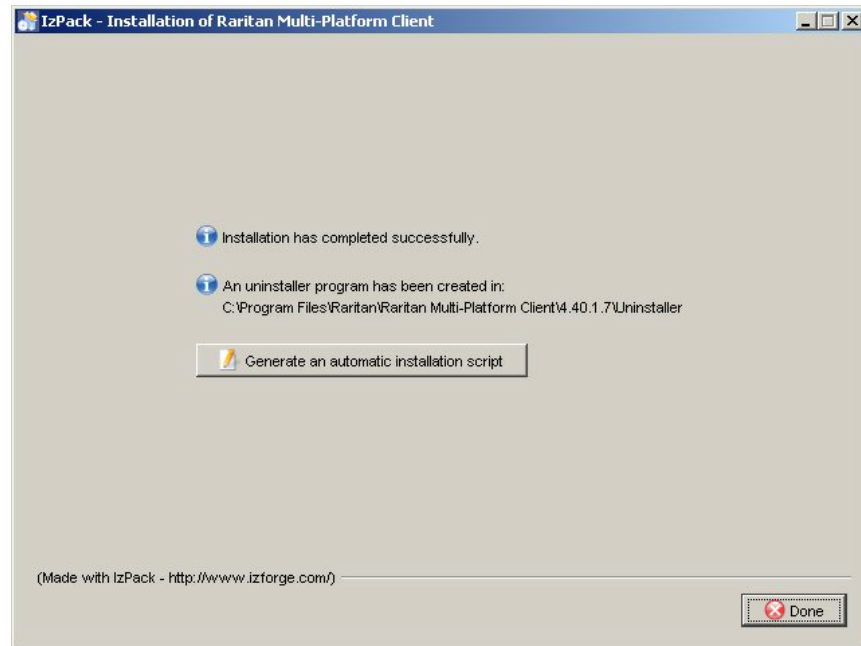 IzPack - Installation of Raritan Multi-Platform Client
Installation has completed successfully.
An uninstaller program has been created in:
C:\Program Files\Raritan\Raritan Multi-Platform Client\4.40.1.7\Uninstaller
Generate an automatic installation script
(Made with IzPack - http://www.izforge.com/)
Done